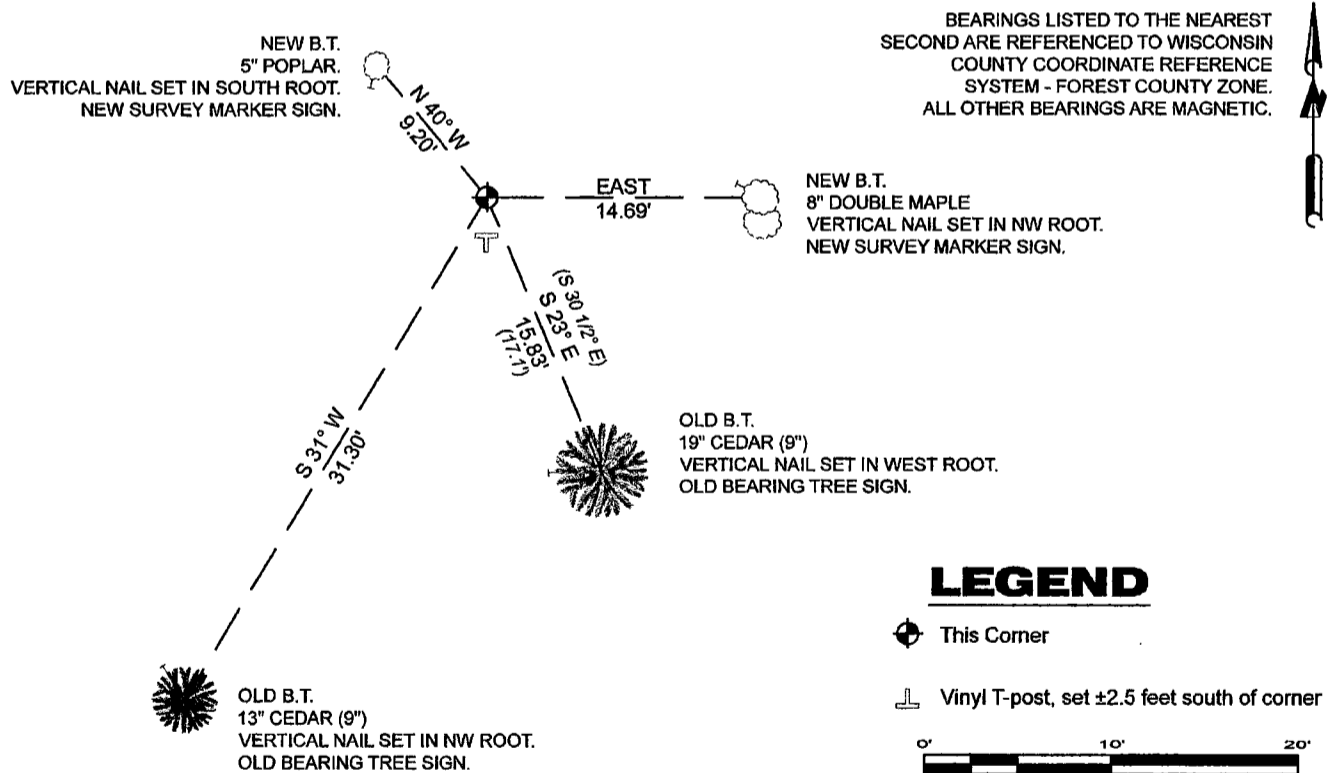 NEW B.T.
5" POPLAR.
VERTICAL NAIL SET IN SOUTH ROOT.
NEW SURVEY MARKER SIGN.
BEARINGS LISTED TO THE NEAREST
SECOND ARE REFERENCED TO WISCONSIN
COUNTY COORDINATE REFERENCE
SYSTEM - FOREST COUNTY ZONE.
ALL OTHER BEARINGS ARE MAGNETIC.
N 40° W
9.20'
EAST
14.69'
NEW B.T.
8" DOUBLE MAPLE
VERTICAL NAIL SET IN NW ROOT.
NEW SURVEY MARKER SIGN.
(S 30 1/2° E)
S 23° E
15.83'
(17.1')
S 31° W
31.30'
OLD B.T.
19" CEDAR (9")
VERTICAL NAIL SET IN WEST ROOT.
OLD BEARING TREE SIGN.
OLD B.T.
13" CEDAR (9")
VERTICAL NAIL SET IN NW ROOT.
OLD BEARING TREE SIGN.
LEGEND
This Corner
Vinyl T-post, set ±2.5 feet south of corner
0' 10' 20'